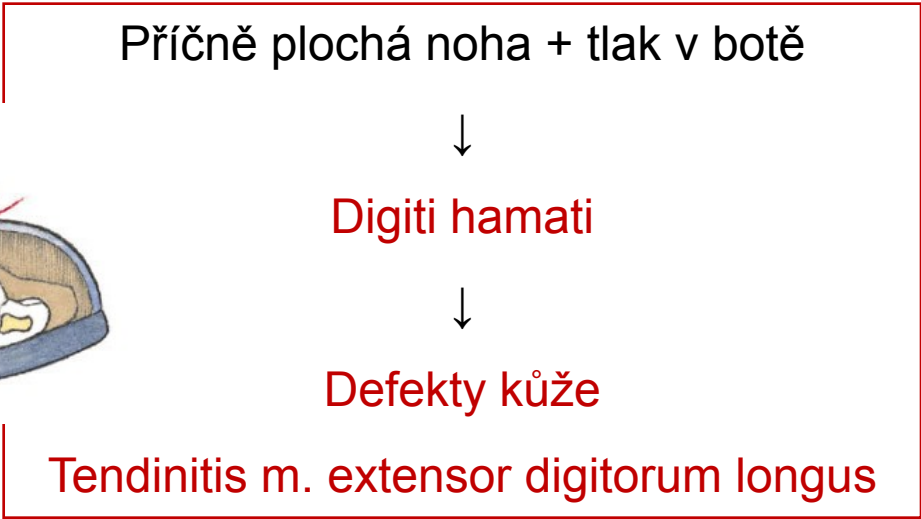 Příčně plochá noha + tlak v botě
↓
Digiti hamati
↓
Defekty kůže
Tendinitis m. extensor digitorum longus